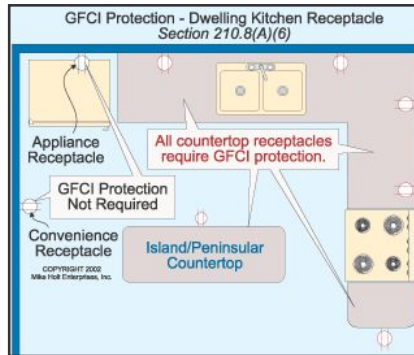 GFCI Protection - Dwelling Kitchen Receptacle
Section 210.8(A)(6)
Appliance
Receptacle
All countertop receptacles
require GFCI protection.
GFCI Protection
Not Required
Convenience
Receptacle
COPYRIGHT 2002
Mike Holt Enterprises, Inc.
Island/Peninsular
Countertop